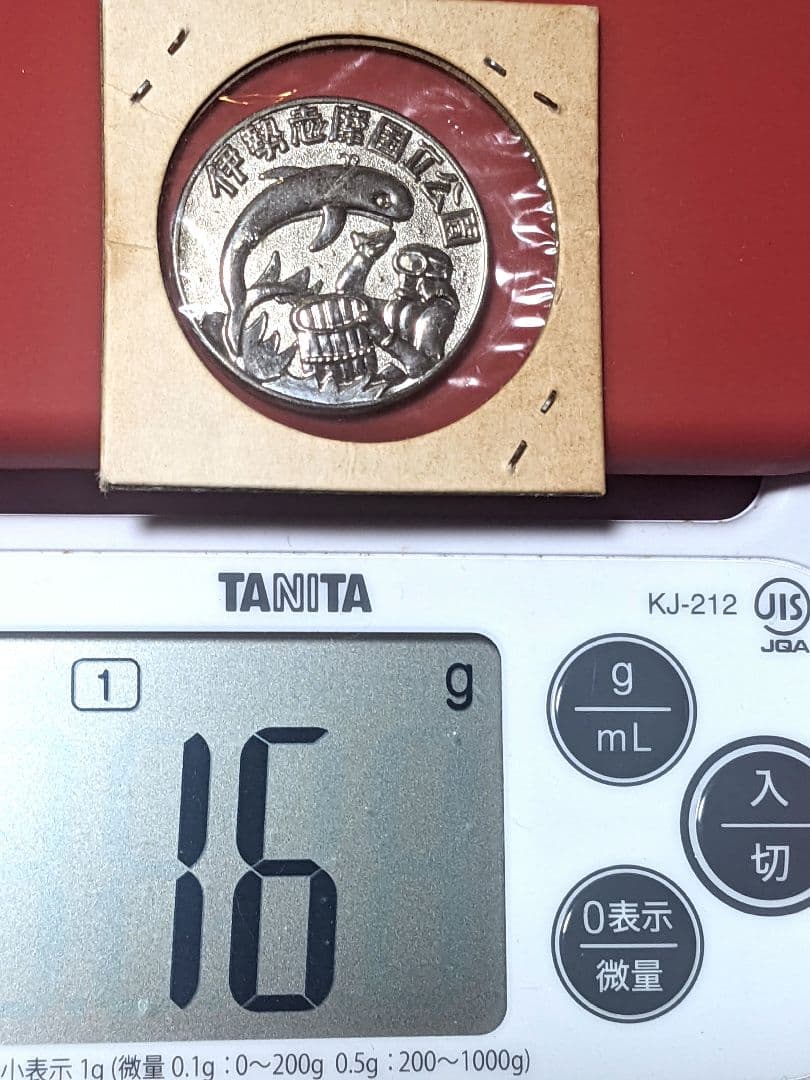 伊勢志摩国立公園
TANITA
KJ-212
JIS
JQA
1
g
16
g
mL
入
切
0表示
微量
小表示 1g (微量 0.1g：0〜200g 0.5g：200〜1000g)